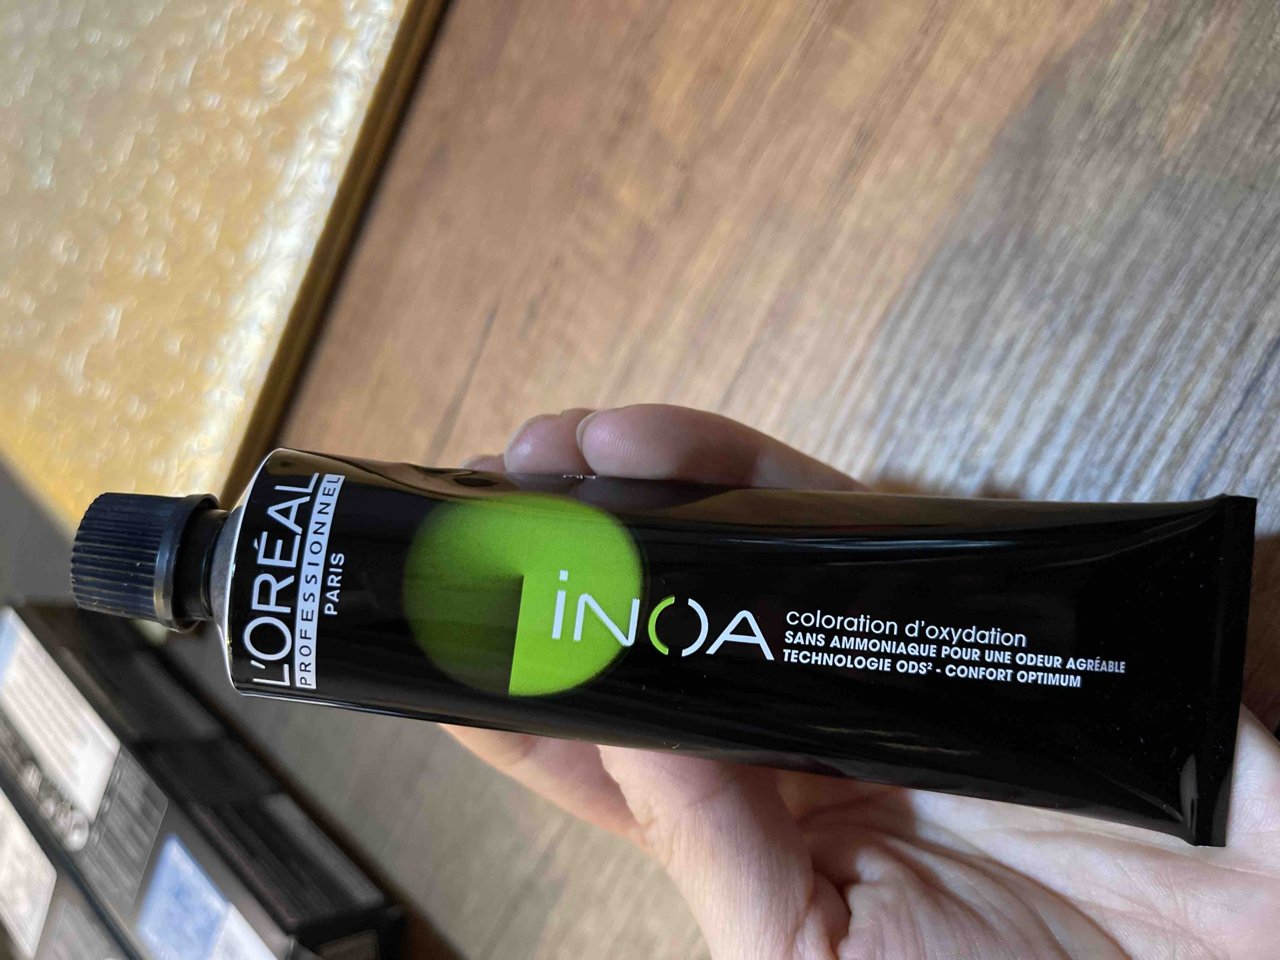 L'ORÉAL
PROFESSIONNEL
PARIS
iNOA
coloration d'oxydation
SANS AMMONIAQUE POUR UNE ODEUR AGRÉABLE
TECHNOLOGIE ODS² - CONFORT OPTIMUM